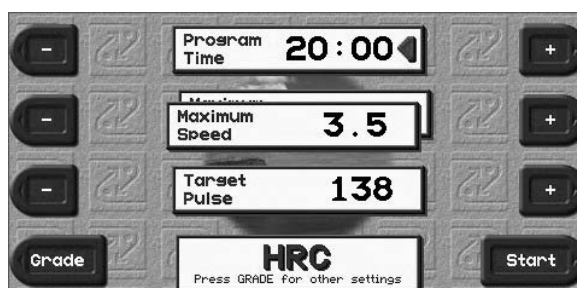 - Program Time 20:00 +
Maximum
- Maximum Speed 3.5 +
- Target Pulse 138 +
Grade HRC Start
Press GRADE for other settings